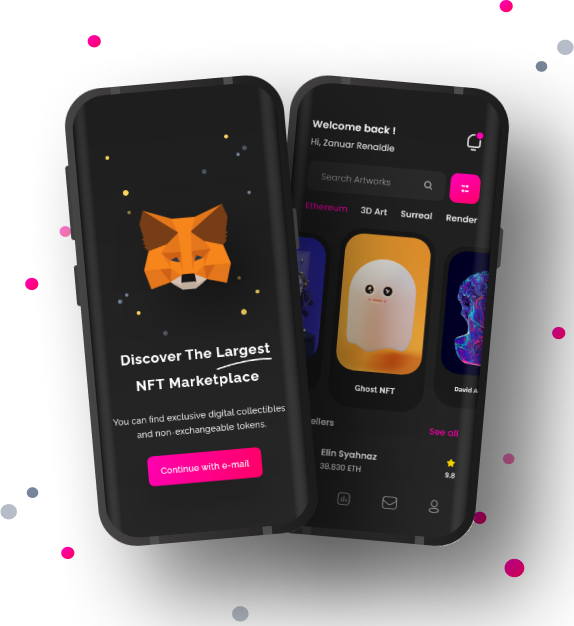 Discover The Largest
NFT Marketplace
You can find exclusive digital collectibles
and non-exchangeable tokens.
Continue with e-mail
Welcome back !
Hi, Zanuar Renaldie
Search Artworks
Ethereum 3D Art Surreal Render
Ghost NFT
David A
ellers
See all
Elin Syahnaz
38.830 ETH
9.8